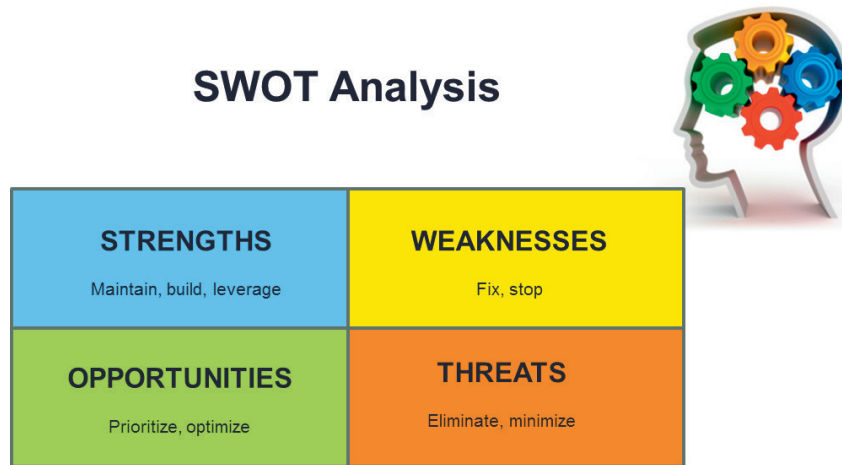 SWOT Analysis
STRENGTHS
Maintain, build, leverage
WEAKNESSES
Fix, stop
OPPORTUNITIES
Prioritize, optimize
THREATS
Eliminate, minimize